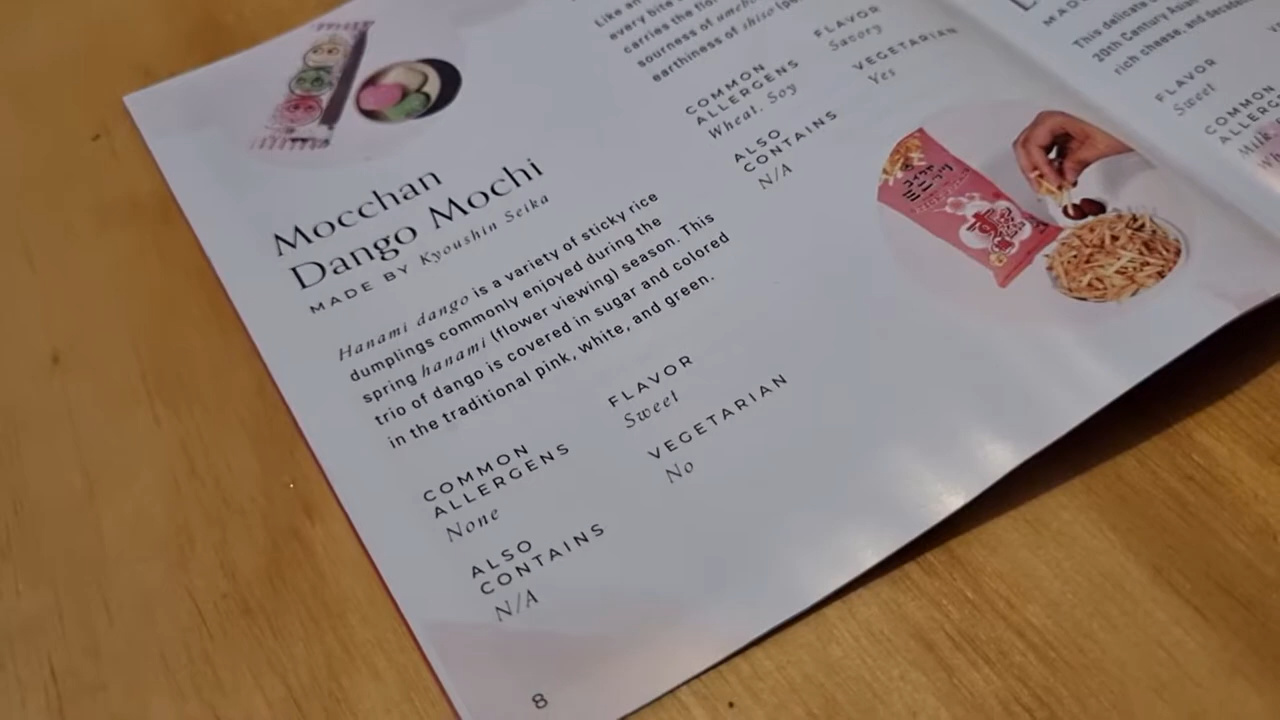 Mocchan
Dango Mochi
MADE BY Kyoushin Seika
Hanami dango is a variety of sticky rice
dumplings commonly enjoyed during the
spring hanami (flower viewing) season. This
trio of dango is covered in sugar and colored
in the traditional pink, white, and green.
COMMON
ALLERGENS
None
ALSO
CONTAINS
N/A
FLAVOR
Sweet
VEGETARIAN
No
8
Like an
every bite
carries the
sourness of
earthiness of shiso
COMMON
ALLERGENS
Wheat, Soy
ALSO
CONTAINS
N/A
FLAVOR
Savory
VEGETARIAN
Yes
This delicate
20th Century Asian
rich cheese, and
FLAVOR
Sweet
COMMON